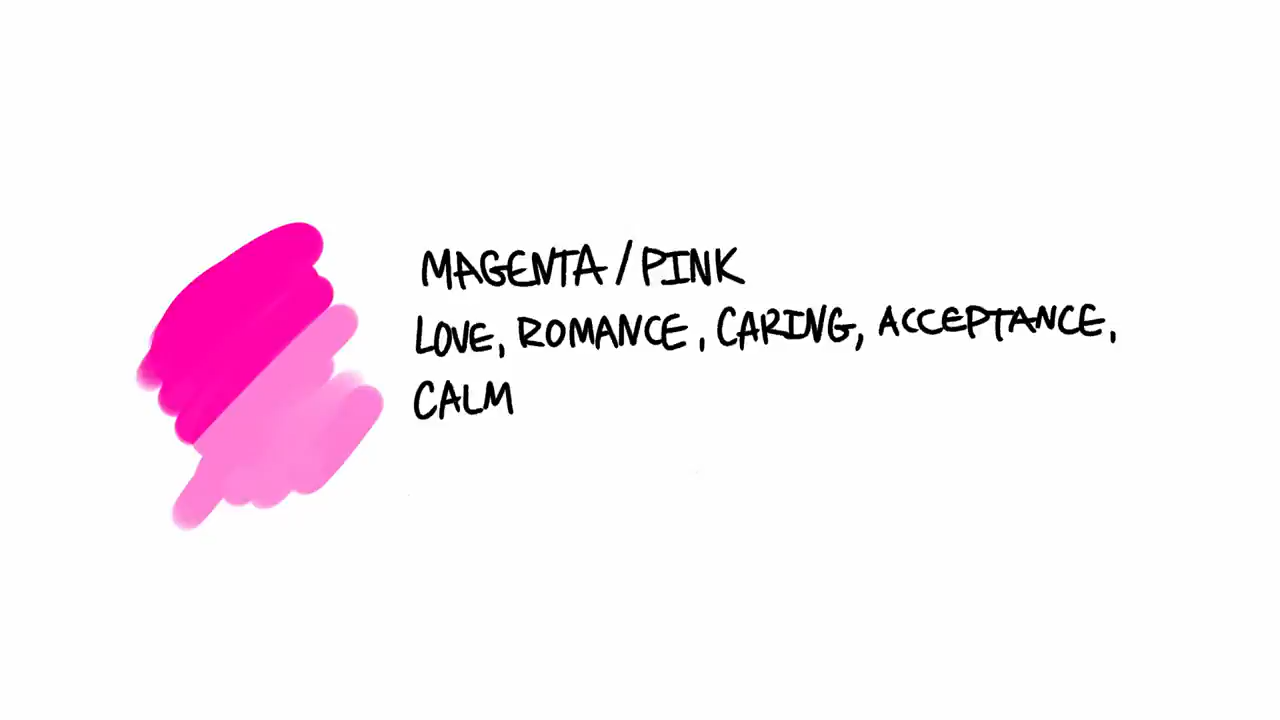 MAGENTA / PINK
LOVE, ROMANCE, CARING, ACCEPTANCE,
CALM